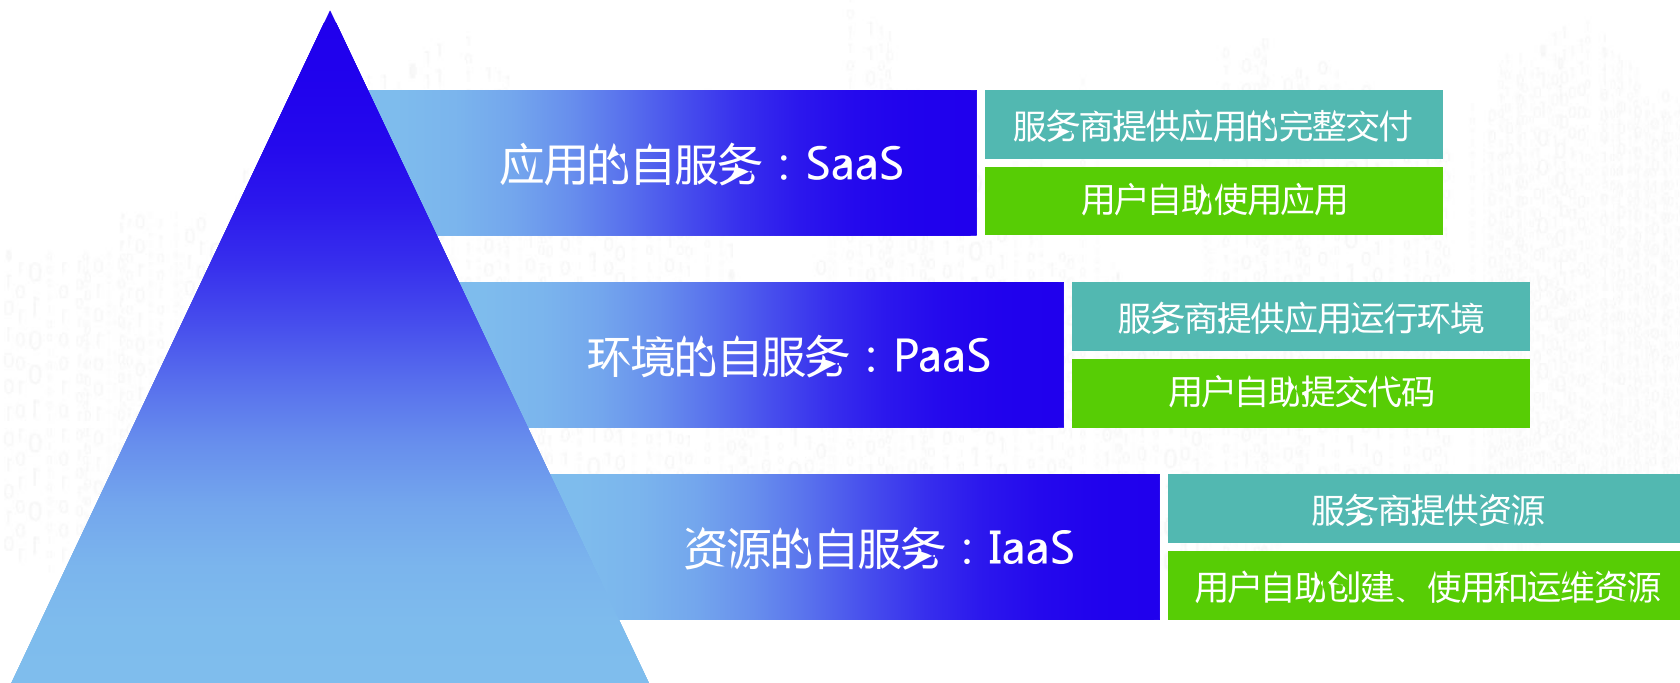 应用的自服务：SaaS
服务商提供应用的完整交付
用户自助使用应用
环境的自服务：PaaS
服务商提供应用运行环境
用户自助提交代码
资源的自服务：IaaS
服务商提供资源
用户自助创建、使用和运维资源